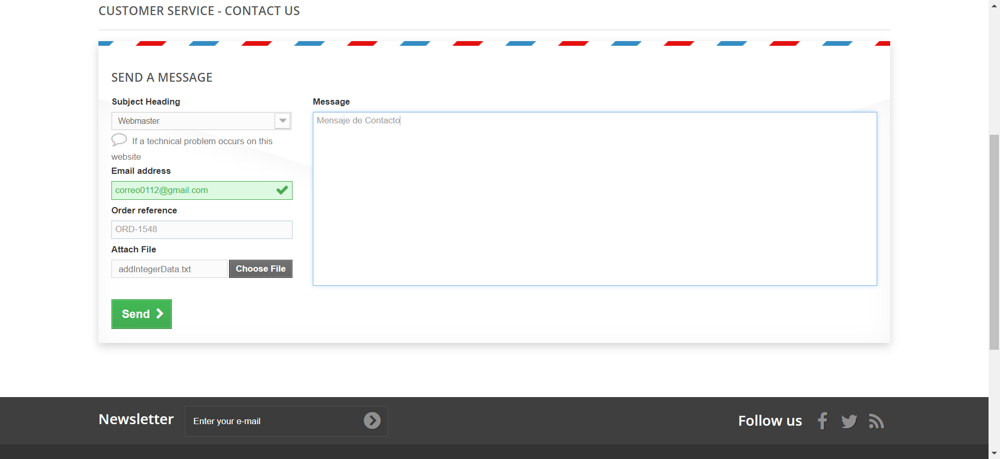 CUSTOMER SERVICE - CONTACT US
SEND A MESSAGE
Subject Heading
Webmaster
If a technical problem occurs on this
website
Email address
correo0112@gmail.com
Order reference
ORD-1548
Attach File
addIntegerData.txt
Choose File
Message
Mensaje de Contacto
Send
Newsletter
Enter your e-mail
Follow us